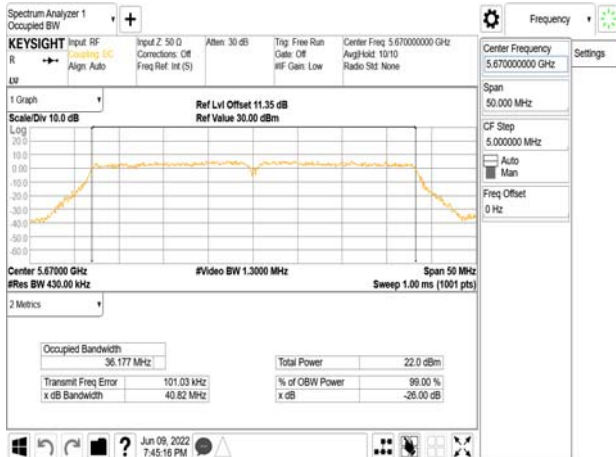 Spectrum Analyzer 1
Occupied BW
KEYSIGHT
R
LXI
Input: RF
Coupling: DC
Align: Auto
Input Z: 50 Ω
Corrections: Off
Freq Ref: Int (S)
Atten: 30 dB
Trig: Free Run
Gate: Off
#IF Gain: Low
Center Freq: 5.670000000 GHz
Avg|Hold: 10/10
Radio Std: None
1 Graph
Scale/Div 10.0 dB
Ref Lvl Offset 11.35 dB
Ref Value 30.00 dBm
Log
20.0
10.0
0.00
-10.0
-20.0
-30.0
-40.0
-50.0
-60.0
Center 5.67000 GHz
#Video BW 1.3000 MHz
Span 50 MHz
#Res BW 430.00 kHz
Sweep 1.00 ms (1001 pts)
2 Metrics
Occupied Bandwidth
36.177 MHz
Total Power 22.0 dBm
Transmit Freq Error 101.03 kHz
% of OBW Power 99.00 %
x dB Bandwidth 40.82 MHz
x dB -26.00 dB
Jun 09, 2022
7:45:16 PM
Frequency
Center Frequency
5.670000000 GHz
Settings
Span
50.000 MHz
CF Step
5.000000 MHz
Auto
Man
Freq Offset
0 Hz